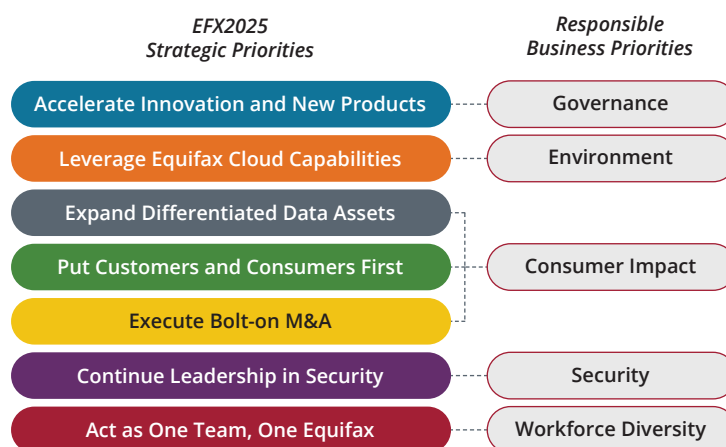 EFX2025
Strategic Priorities
Responsible
Business Priorities
Accelerate Innovation and New Products
Governance
Leverage Equifax Cloud Capabilities
Environment
Expand Differentiated Data Assets
Put Customers and Consumers First
Consumer Impact
Execute Bolt-on M&A
Continue Leadership in Security
Security
Act as One Team, One Equifax
Workforce Diversity